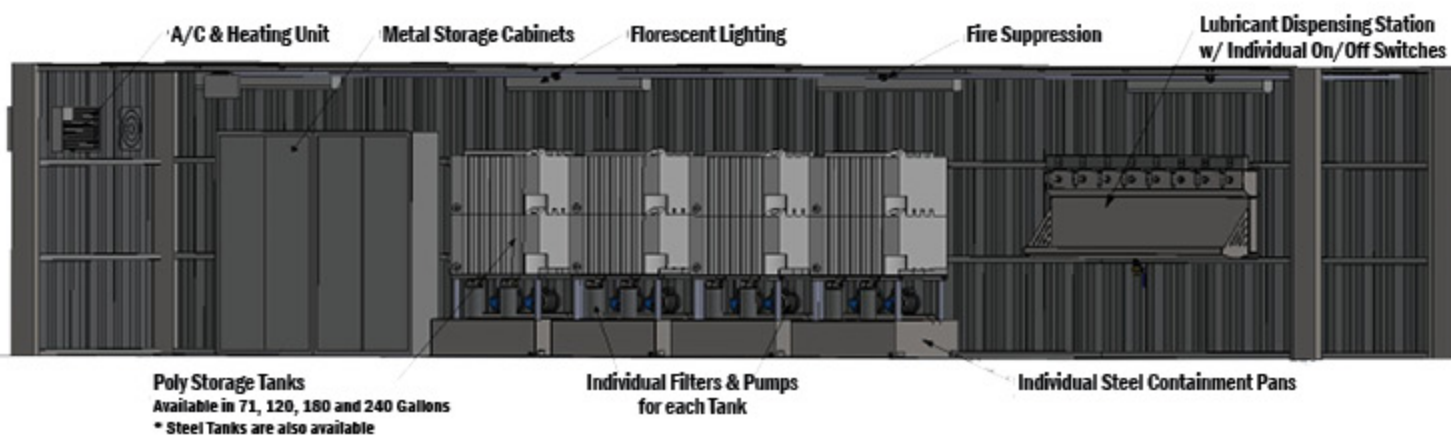 A/C & Heating Unit
Metal Storage Cabinets
Florescent Lighting
Fire Suppression
Lubricant Dispensing Station
w/ Individual On/Off Switches
Poly Storage Tanks
Available in 71, 120, 180 and 240 Gallons
* Steel Tanks are also available
Individual Filters & Pumps
for each Tank
Individual Steel Containment Pans